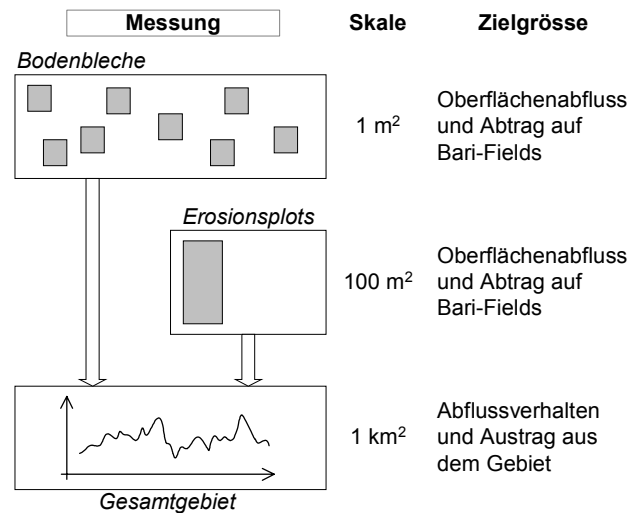 Messung Skale Zielgrösse
Bodenbleche
1 m² Oberflächenabfluss
und Abtrag auf
Bari-Fields
Erosionsplots
100 m² Oberflächenabfluss
und Abtrag auf
Bari-Fields
1 km² Abflussverhalten
und Austrag aus
dem Gebiet
Gesamtgebiet